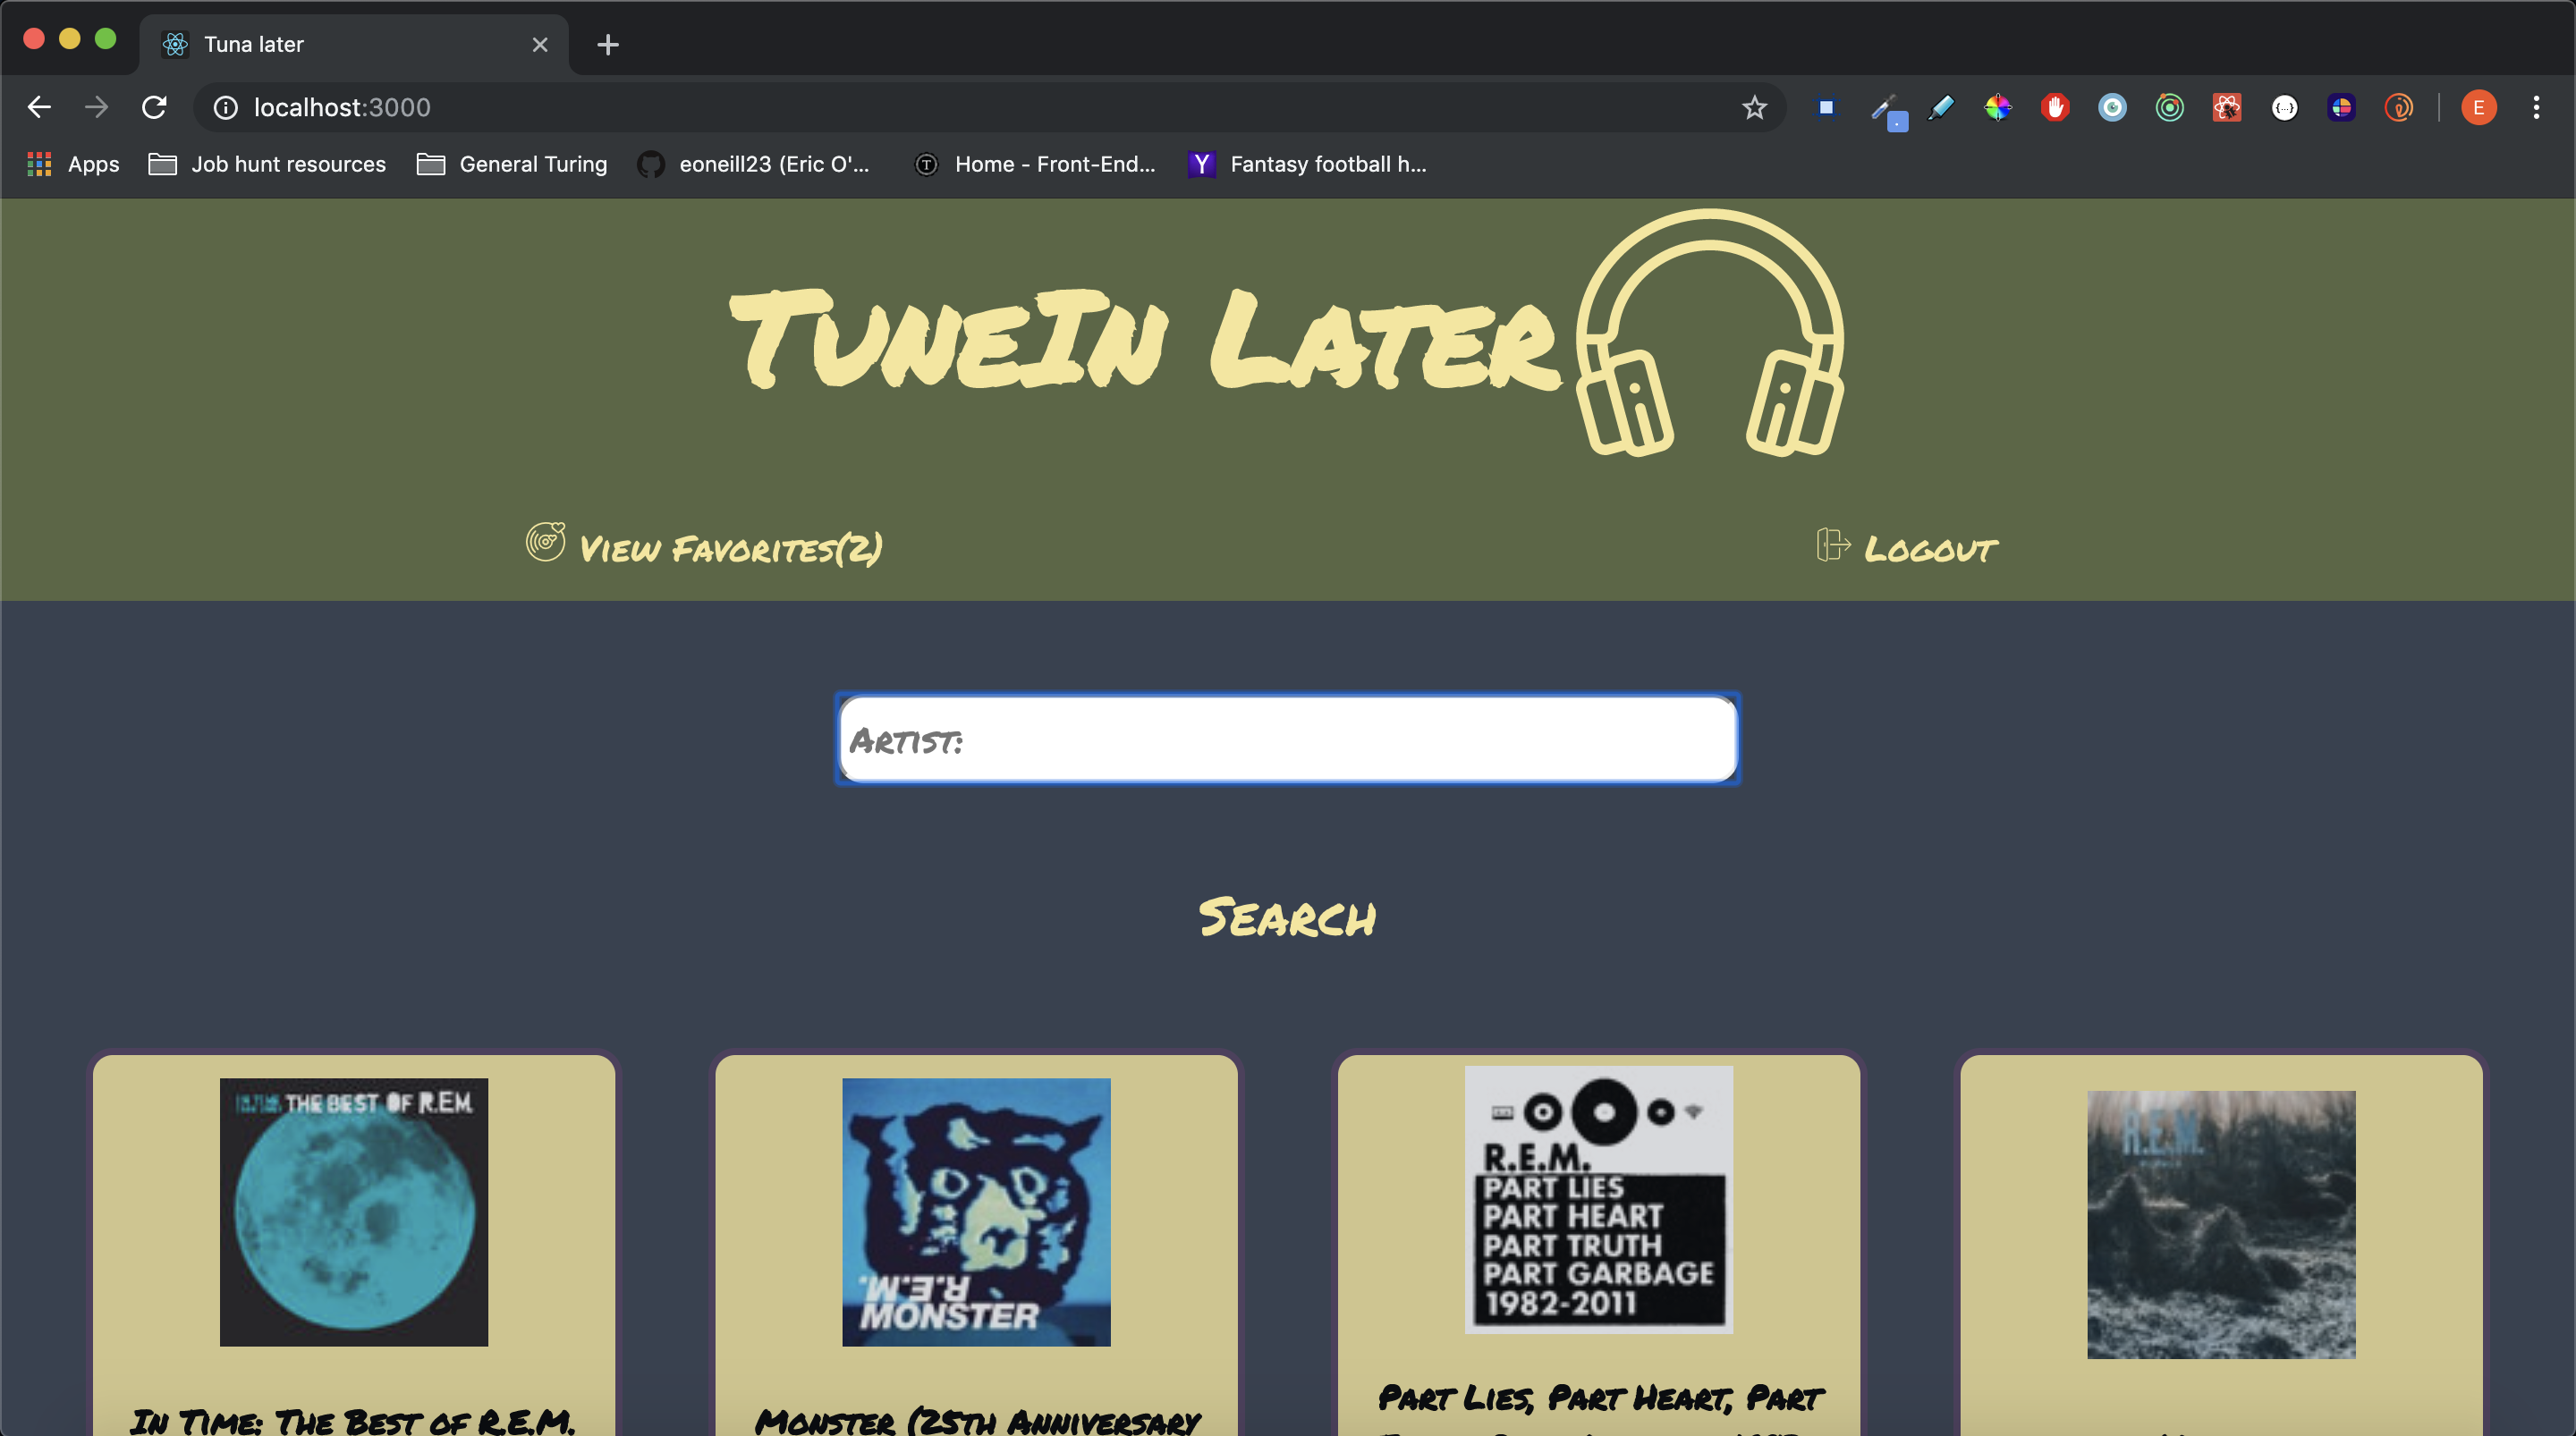 Tuna later
localhost:3000
Apps
Job hunt resources
General Turing
eoneill23 (Eric O'...
Home - Front-End...
Fantasy football h...
E
TuneIn Later
View Favorites(2)
Logout
Artist:
Search
THE BEST OF R.E.M.
R.E.M.
MONSTER
R.E.M.
PART LIES
PART HEART
PART TRUTH
PART GARBAGE
1982-2011
R.E.M.
In Time: The Best of R.E.M.
Monster (25th Anniversary
Part Lies, Part Heart, Part